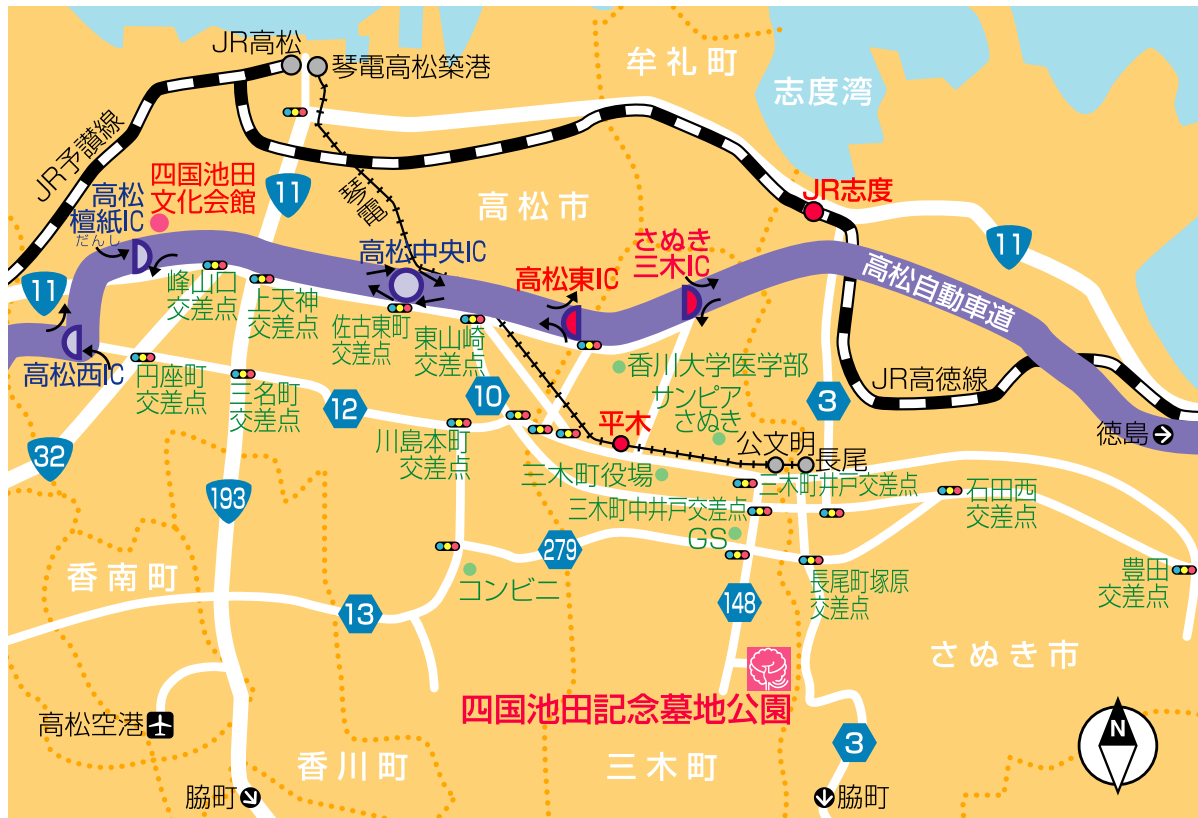 JR高松
琴電高松築港
牟礼町
志度湾
JR予讃線
四国池田
文化会館
高松
檀紙IC
だんし
11
琴電
高松市
JR志度
11
高松中央IC
さぬき
三木IC
高松東IC
高松自動車道
11
峰山口
交差点
上天神
交差点
佐古東町
交差点
東山崎
交差点
高松西IC
円座町
交差点
三名町
交差点
12
10
香川大学医学部
サンピア
さぬき
3
JR高徳線
徳島
川島本町
交差点
平木
公文明
長尾
32
193
三木町役場
三木町井戸交差点
三木町中井戸交差点
石田西
交差点
GS
279
香南町
コンビニ
13
148
長尾町塚原
交差点
豊田
交差点
さぬき市
四国池田記念墓地公園
高松空港
香川町
三木町
3
N
脇町
脇町